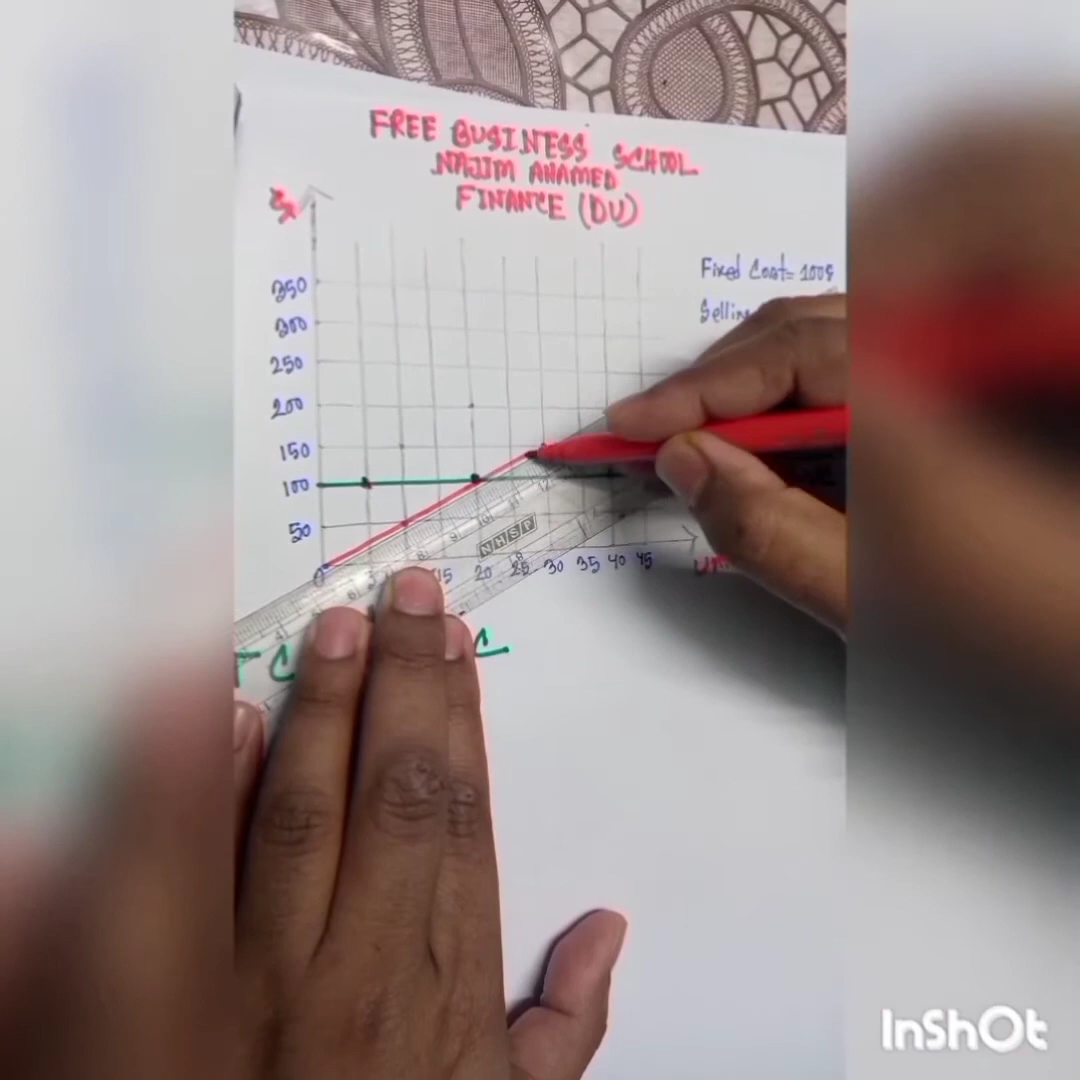 FREE BUSINESS SCHOOL
NAJIM AHAMED
FINANCE (DU)
$
Fixed Cost = 100$
350
300
250
200
150
100
50
0
15 20 25 30 35 40 45
NHSP
InShOt